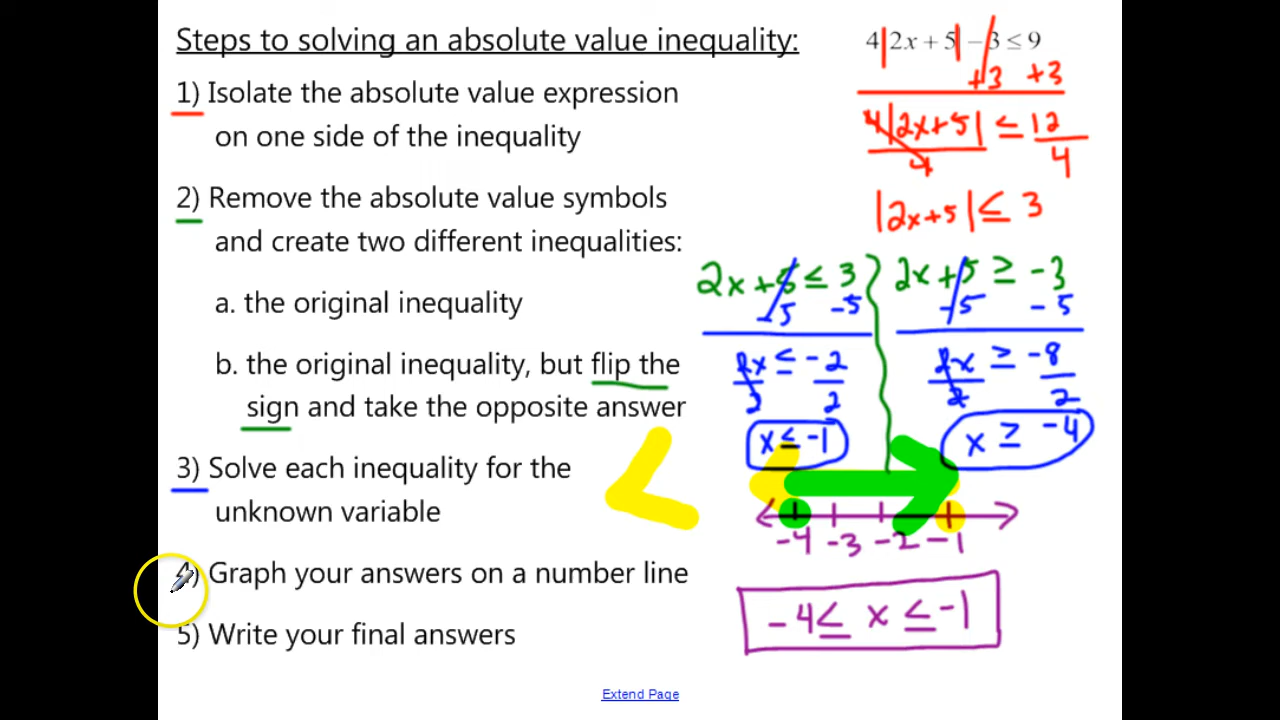 Steps to solving an absolute value inequality:
1) Isolate the absolute value expression
on one side of the inequality
2) Remove the absolute value symbols
and create two different inequalities:
a. the original inequality
b. the original inequality, but flip the
sign and take the opposite answer
3) Solve each inequality for the
unknown variable
4) Graph your answers on a number line
5) Write your final answers
4|2x + 5| − 3 ≤ 9
+3 +3
4|2x+5| ≤ 12
4 4
|2x+5| ≤ 3
2x + 5 ≤ 3 2x + 5 ≥ -3
-5 -5 -5 -5
2x ≤ -2 2x ≥ -8
2 2 2 2
x ≤ -1 x ≥ -4
-4 -3 -2 -1
-4 ≤ x ≤ -1
Extend Page